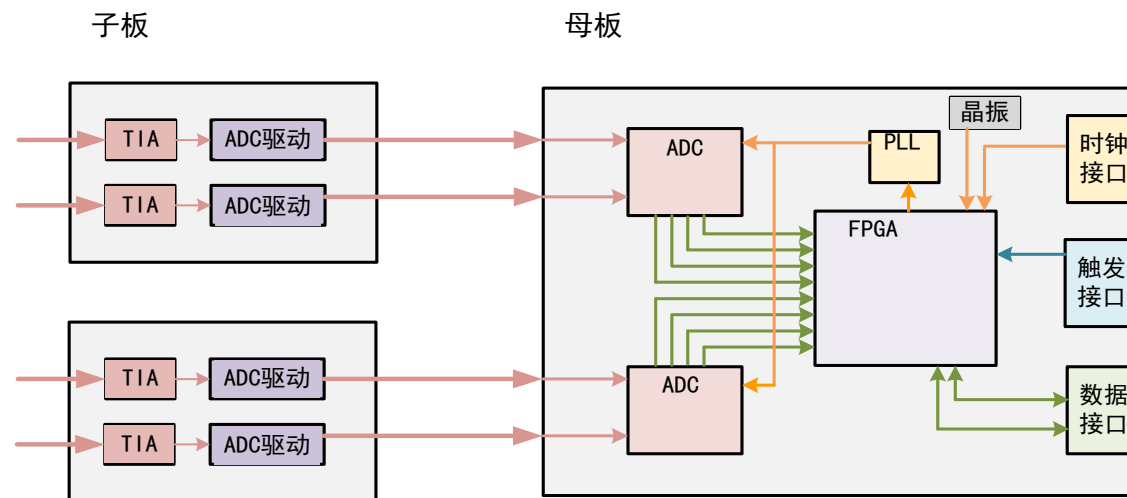 子板
母板
TIA
ADC驱动
TIA
ADC驱动
TIA
ADC驱动
TIA
ADC驱动
ADC
PLL
晶振
时钟
接口
FPGA
触发
接口
ADC
数据
接口